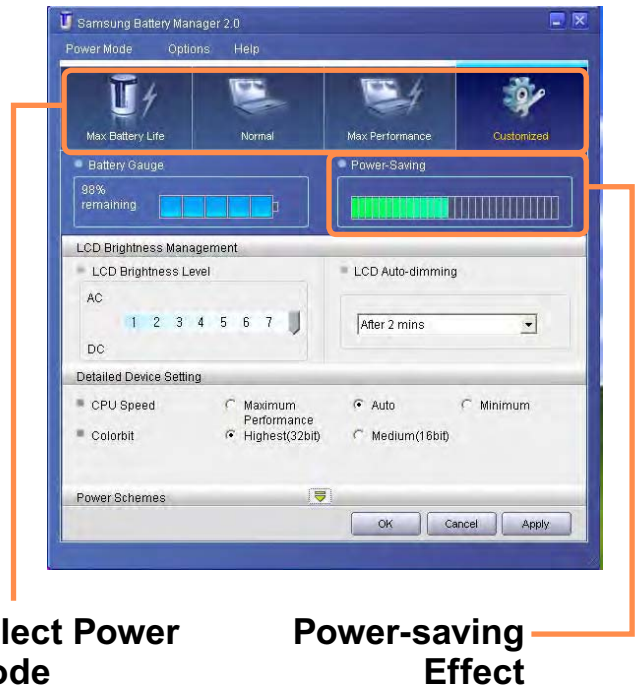 Samsung Battery Manager 2.0
Power Mode Options Help
Max Battery Life Normal Max Performance Customized
Battery Gauge Power-Saving
98%
remaining
LCD Brightness Management
LCD Brightness Level LCD Auto-dimming
AC
1 2 3 4 5 6 7 After 2 mins
DC
Detailed Device Setting
CPU Speed Maximum Performance Auto Minimum
Colorbit Highest(32bit) Medium(16bit)
Power Schemes
OK Cancel Apply
lect Power Power-saving
ode Effect